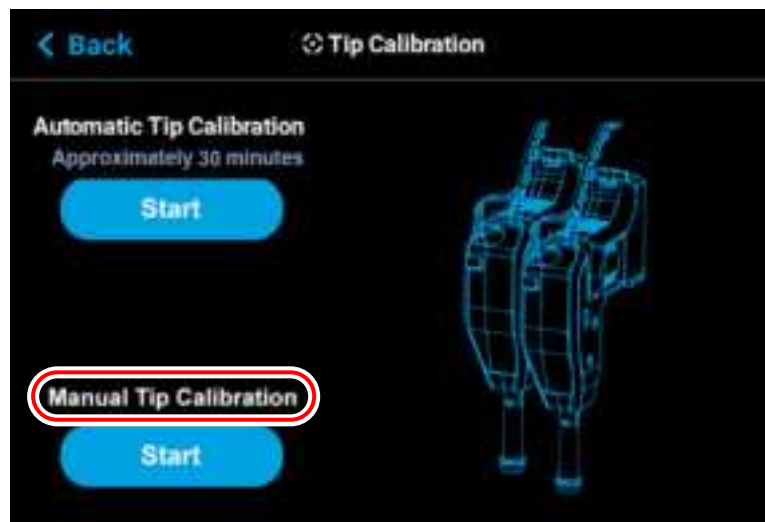 Back
Tip Calibration
Automatic Tip Calibration
Approximately 30 minutes
Start
Manual Tip Calibration
Start